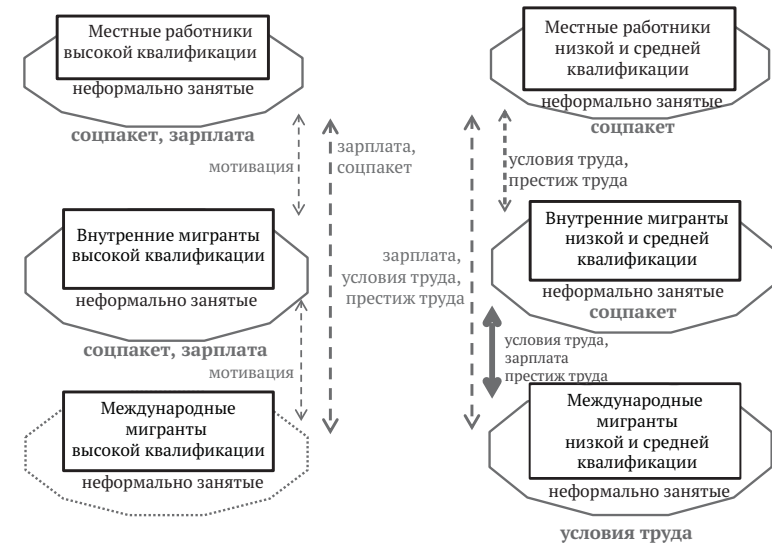 Местные работники
высокой квалификации
неформально занятые
соцпакет, зарплата
мотивация
зарплата,
соцпакет
Внутренние мигранты
высокой квалификации
неформально занятые
соцпакет, зарплата
мотивация
Международные
мигранты
высокой квалификации
неформально занятые
Местные работники
низкой и средней
квалификации
неформально занятые
соцпакет
условия труда,
престиж труда
зарплата,
условия труда,
престиж труда
Внутренние мигранты
низкой и средней
квалификации
неформально занятые
соцпакет
условия труда,
зарплата
престиж труда
Международные
мигранты
низкой и средней
квалификации
неформально занятые
условия труда